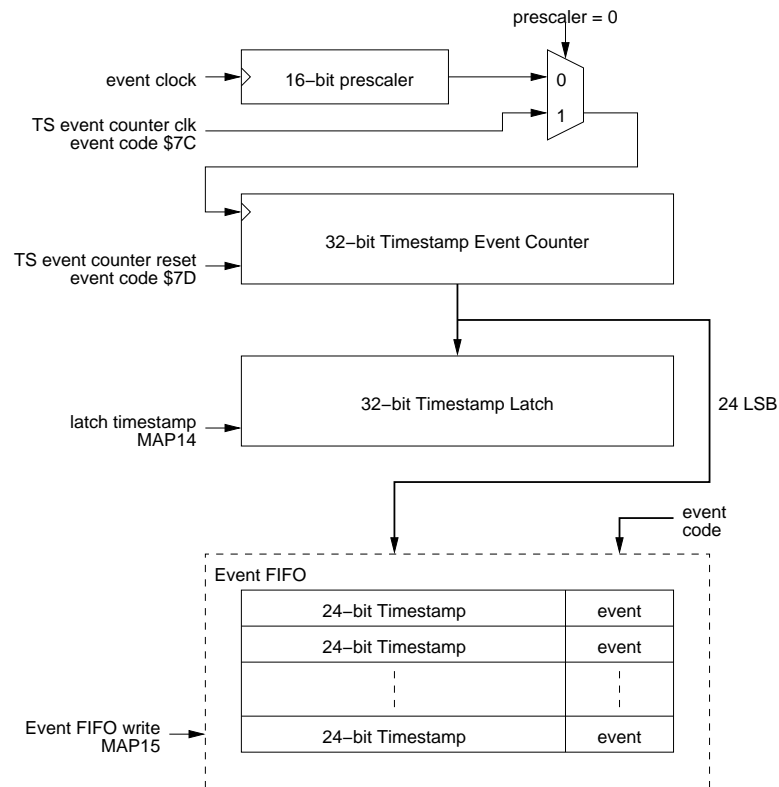 prescaler = 0
event clock
16−bit prescaler
0
TS event counter clk
event code $7C
1
32−bit Timestamp Event Counter
TS event counter reset
event code $7D
32−bit Timestamp Latch
24 LSB
latch timestamp
MAP14
event
code
Event FIFO
24−bit Timestamp event
24−bit Timestamp event
Event FIFO write
MAP15
24−bit Timestamp event